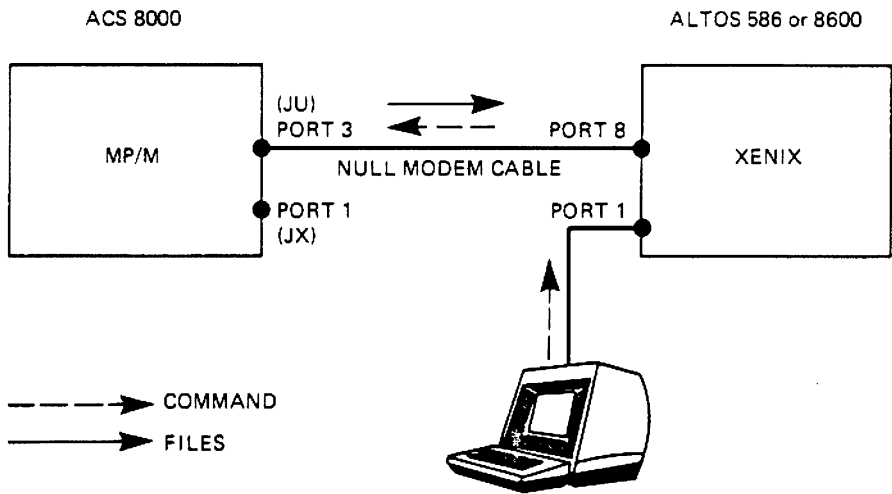 ACS 8000
ALTOS 586 or 8600
(JU)
PORT 3
PORT 8
MP/M
NULL MODEM CABLE
XENIX
PORT 1
(JX)
PORT 1
COMMAND
FILES